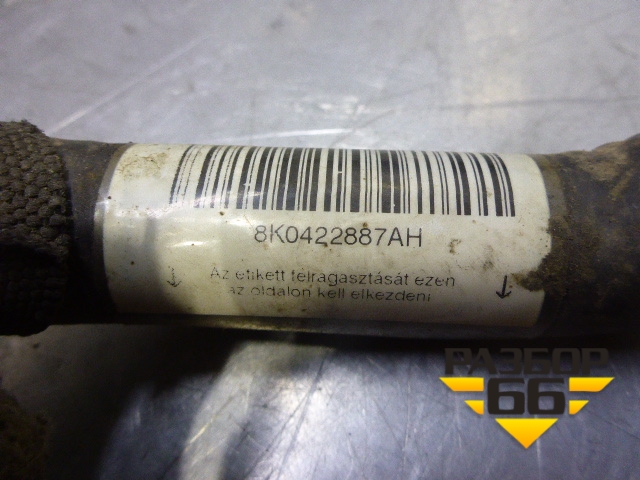 8K0422887AH
Az etikett felragasztását ezen
az oldalon kell elkezdeni
РАЗБОР
66